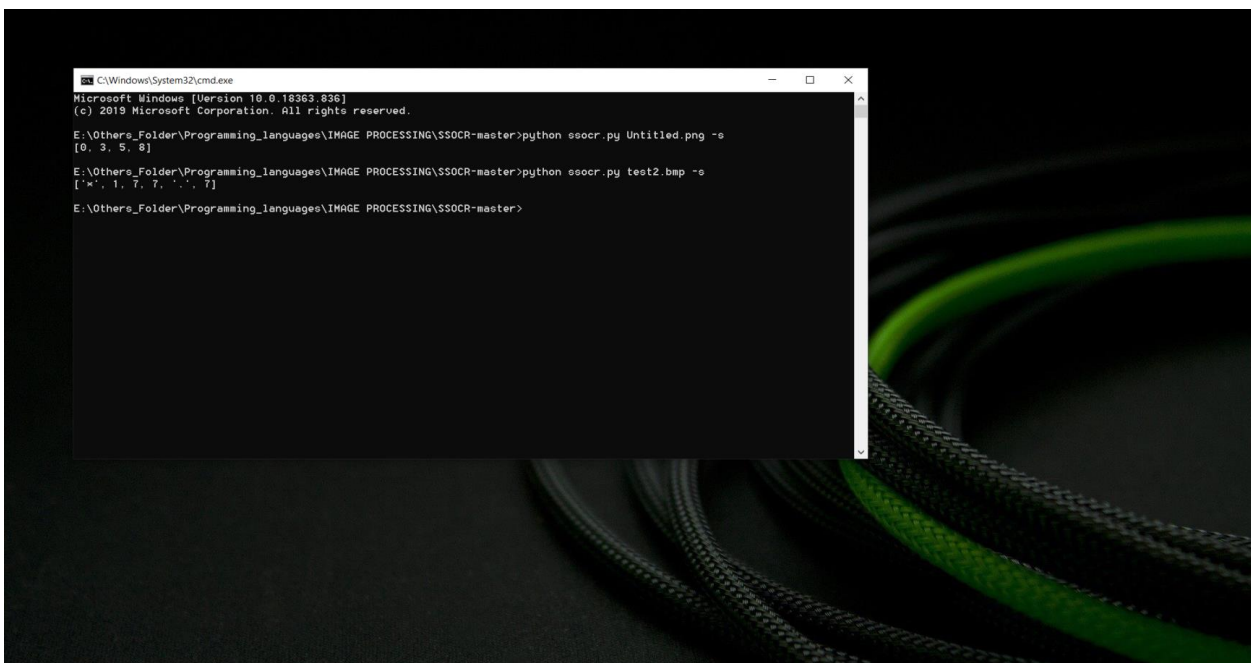 C:\Windows\System32\cmd.exe
Microsoft Windows [Version 10.0.18363.836]
(c) 2019 Microsoft Corporation. All rights reserved.
E:\Others_Folder\Programming_languages\IMAGE PROCESSING\SSOCR-master>python ssocr.py Untitled.png -s
[0, 3, 5, 8]
E:\Others_Folder\Programming_languages\IMAGE PROCESSING\SSOCR-master>python ssocr.py test2.bmp -s
['*', 1, 7, 7, '.', 7]
E:\Others_Folder\Programming_languages\IMAGE PROCESSING\SSOCR-master>